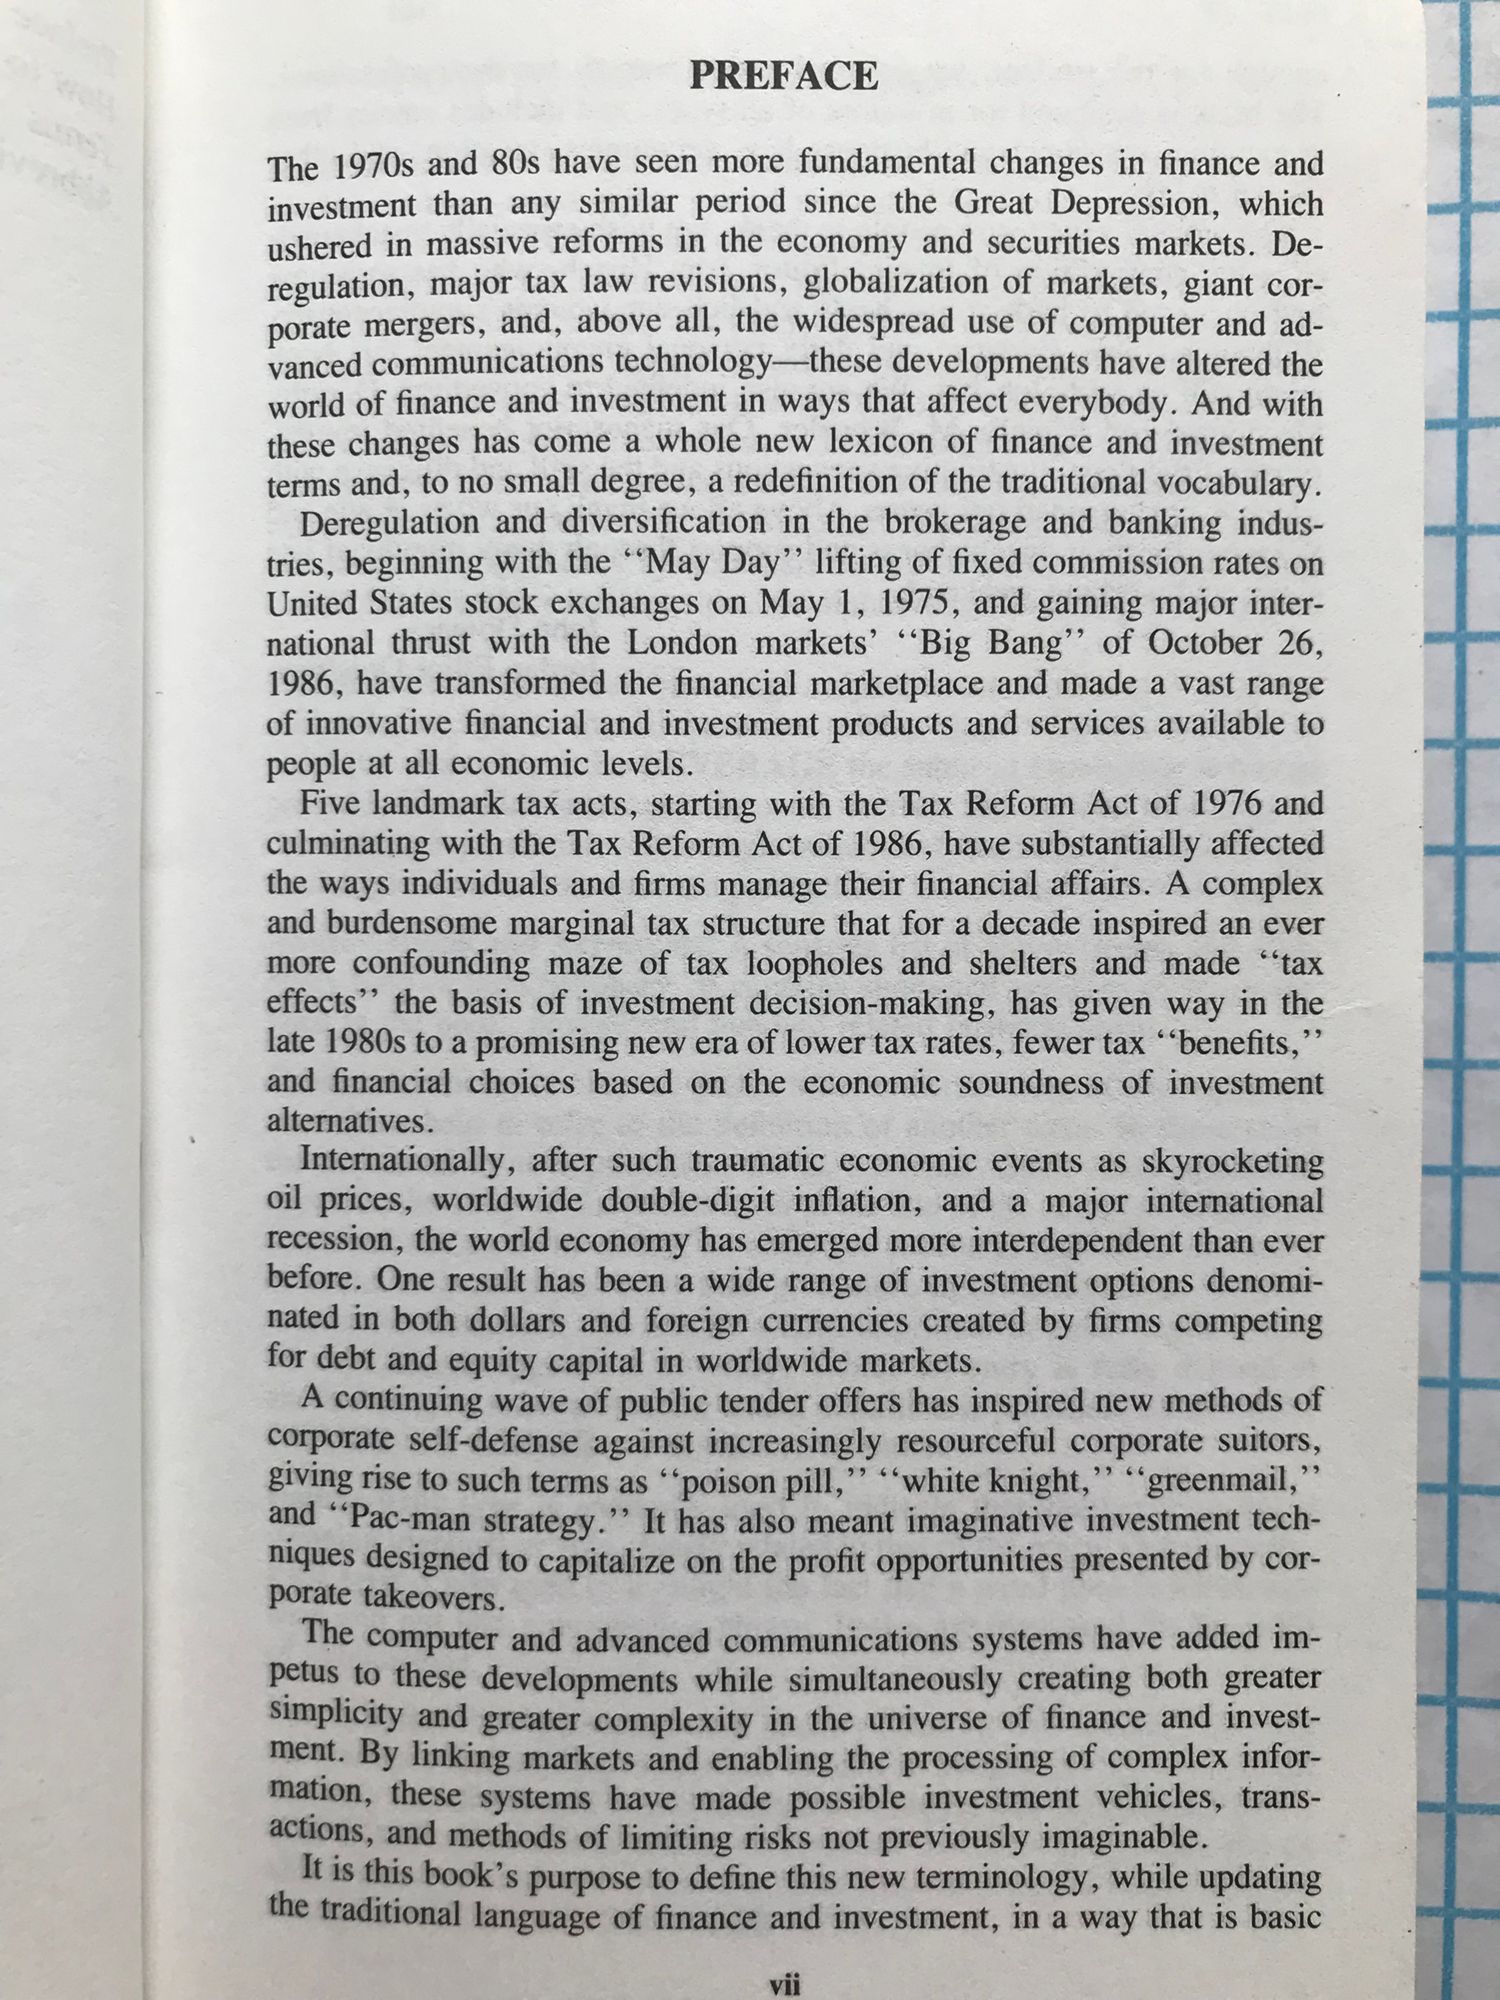 PREFACE
The 1970s and 80s have seen more fundamental changes in finance and
investment than any similar period since the Great Depression, which
ushered in massive reforms in the economy and securities markets. De-
regulation, major tax law revisions, globalization of markets, giant cor-
porate mergers, and, above all, the widespread use of computer and ad-
vanced communications technology—these developments have altered the
world of finance and investment in ways that affect everybody. And with
these changes has come a whole new lexicon of finance and investment
terms and, to no small degree, a redefinition of the traditional vocabulary.
Deregulation and diversification in the brokerage and banking indus-
tries, beginning with the ‘‘May Day’’ lifting of fixed commission rates on
United States stock exchanges on May 1, 1975, and gaining major inter-
national thrust with the London markets’ ‘‘Big Bang’’ of October 26,
1986, have transformed the financial marketplace and made a vast range
of innovative financial and investment products and services available to
people at all economic levels.
Five landmark tax acts, starting with the Tax Reform Act of 1976 and
culminating with the Tax Reform Act of 1986, have substantially affected
the ways individuals and firms manage their financial affairs. A complex
and burdensome marginal tax structure that for a decade inspired an ever
more confounding maze of tax loopholes and shelters and made ‘‘tax
effects’’ the basis of investment decision-making, has given way in the
late 1980s to a promising new era of lower tax rates, fewer tax ‘‘benefits,’’
and financial choices based on the economic soundness of investment
alternatives.
Internationally, after such traumatic economic events as skyrocketing
oil prices, worldwide double-digit inflation, and a major international
recession, the world economy has emerged more interdependent than ever
before. One result has been a wide range of investment options denomi-
nated in both dollars and foreign currencies created by firms competing
for debt and equity capital in worldwide markets.
A continuing wave of public tender offers has inspired new methods of
corporate self-defense against increasingly resourceful corporate suitors,
giving rise to such terms as ‘‘poison pill,’’ ‘‘white knight,’’ ‘‘greenmail,’’
and ‘‘Pac-man strategy.’’ It has also meant imaginative investment tech-
niques designed to capitalize on the profit opportunities presented by cor-
porate takeovers.
The computer and advanced communications systems have added im-
petus to these developments while simultaneously creating both greater
simplicity and greater complexity in the universe of finance and invest-
ment. By linking markets and enabling the processing of complex infor-
mation, these systems have made possible investment vehicles, trans-
actions, and methods of limiting risks not previously imaginable.
It is this book’s purpose to define this new terminology, while updating
the traditional language of finance and investment, in a way that is basic
vii